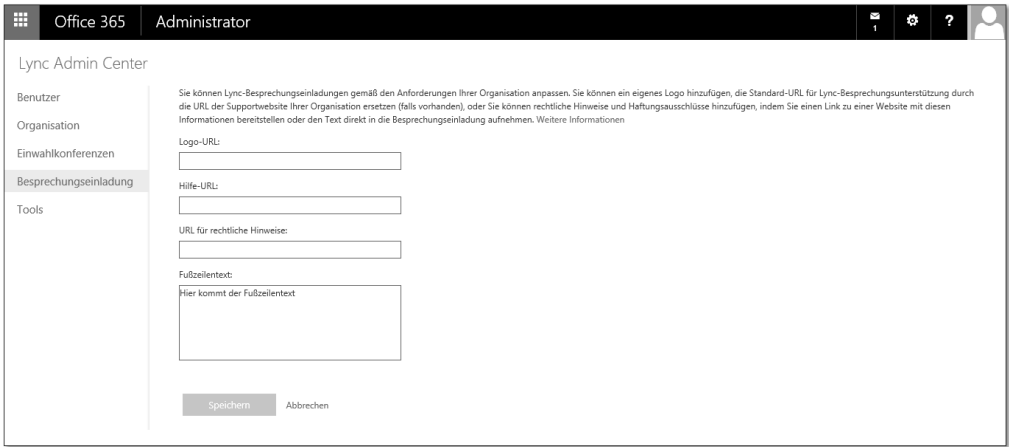 Office 365 Administrator 1 ?
Lync Admin Center
Benutzer
Organisation
Einwahlkonferenzen
Besprechungseinladung
Tools
Sie können Lync-Besprechungseinladungen gemäß den Anforderungen Ihrer Organisation anpassen. Sie können ein eigenes Logo hinzufügen, die Standard-URL für Lync-Besprechungsunterstützung durch
die URL der Supportwebsite Ihrer Organisation ersetzen (falls vorhanden), oder Sie können rechtliche Hinweise und Haftungsausschlüsse hinzufügen, indem Sie einen Link zu einer Website mit diesen
Informationen bereitstellen oder den Text direkt in die Besprechungseinladung aufnehmen. Weitere Informationen
Logo-URL:
Hilfe-URL:
URL für rechtliche Hinweise:
Fußzeilentext:
Hier kommt der Fußzeilentext
Speichern Abbrechen